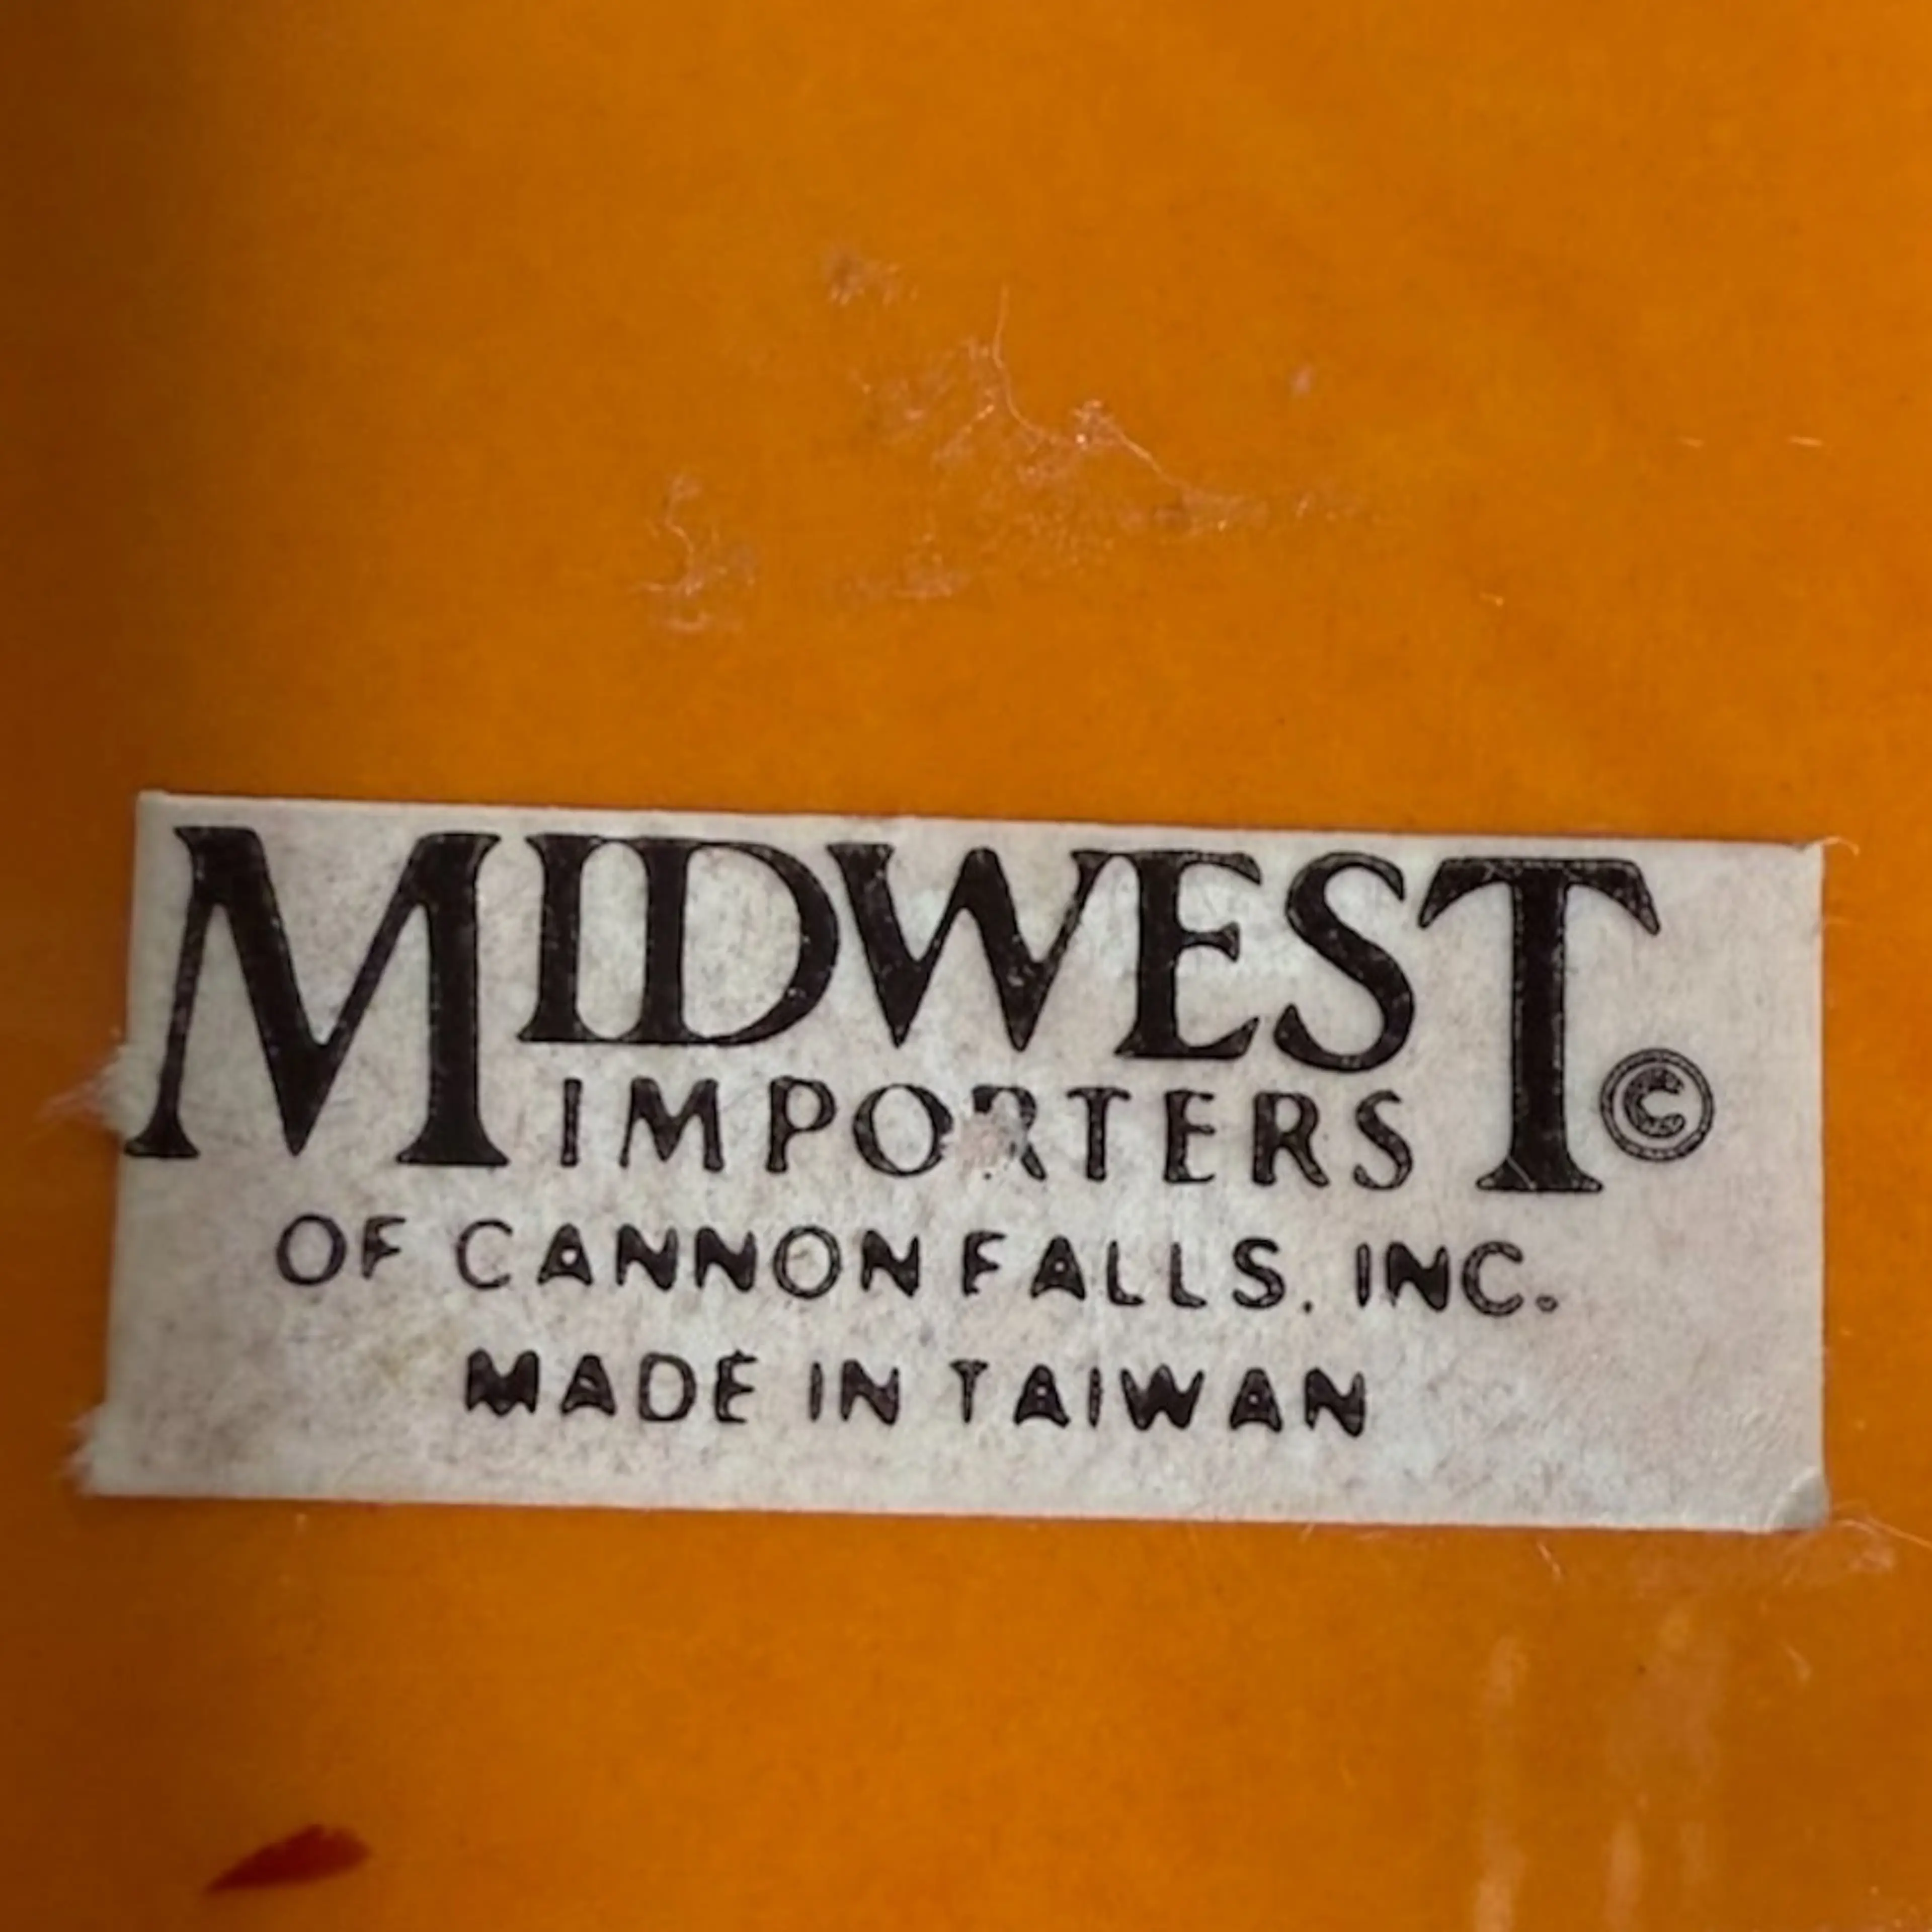 MIDWEST ©
IMPORTERS
OF CANNON FALLS, INC.
MADE IN TAIWAN